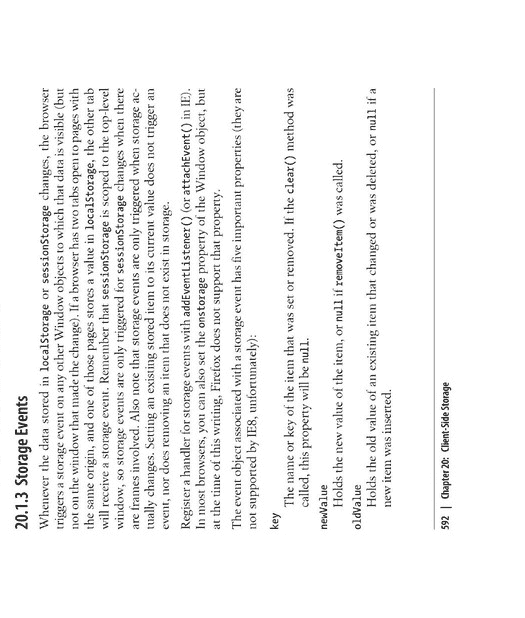 20.1.3 Storage Events
Whenever the data stored in localStorage or sessionStorage changes, the browser
triggers a storage event on any other Window objects to which that data is visible (but
not on the window that made the change). If a browser has two tabs open to pages with
the same origin, and one of those pages stores a value in localStorage, the other tab
will receive a storage event. Remember that sessionStorage is scoped to the top-level
window, so storage events are only triggered for sessionStorage changes when there
are frames involved. Also note that storage events are only triggered when storage ac-
tually changes. Setting an existing stored item to its current value does not trigger an
event, nor does removing an item that does not exist in storage.
Register a handler for storage events with addEventListener() (or attachEvent() in IE).
In most browsers, you can also set the onstorage property of the Window object, but
at the time of this writing, Firefox does not support that property.
The event object associated with a storage event has five important properties (they are
not supported by IE8, unfortunately):
key
The name or key of the item that was set or removed. If the clear() method was
called, this property will be null.
newValue
Holds the new value of the item, or null if removeItem() was called.
oldValue
Holds the old value of an existing item that changed or was deleted, or null if a
new item was inserted.
592 | Chapter 20: Client-Side Storage